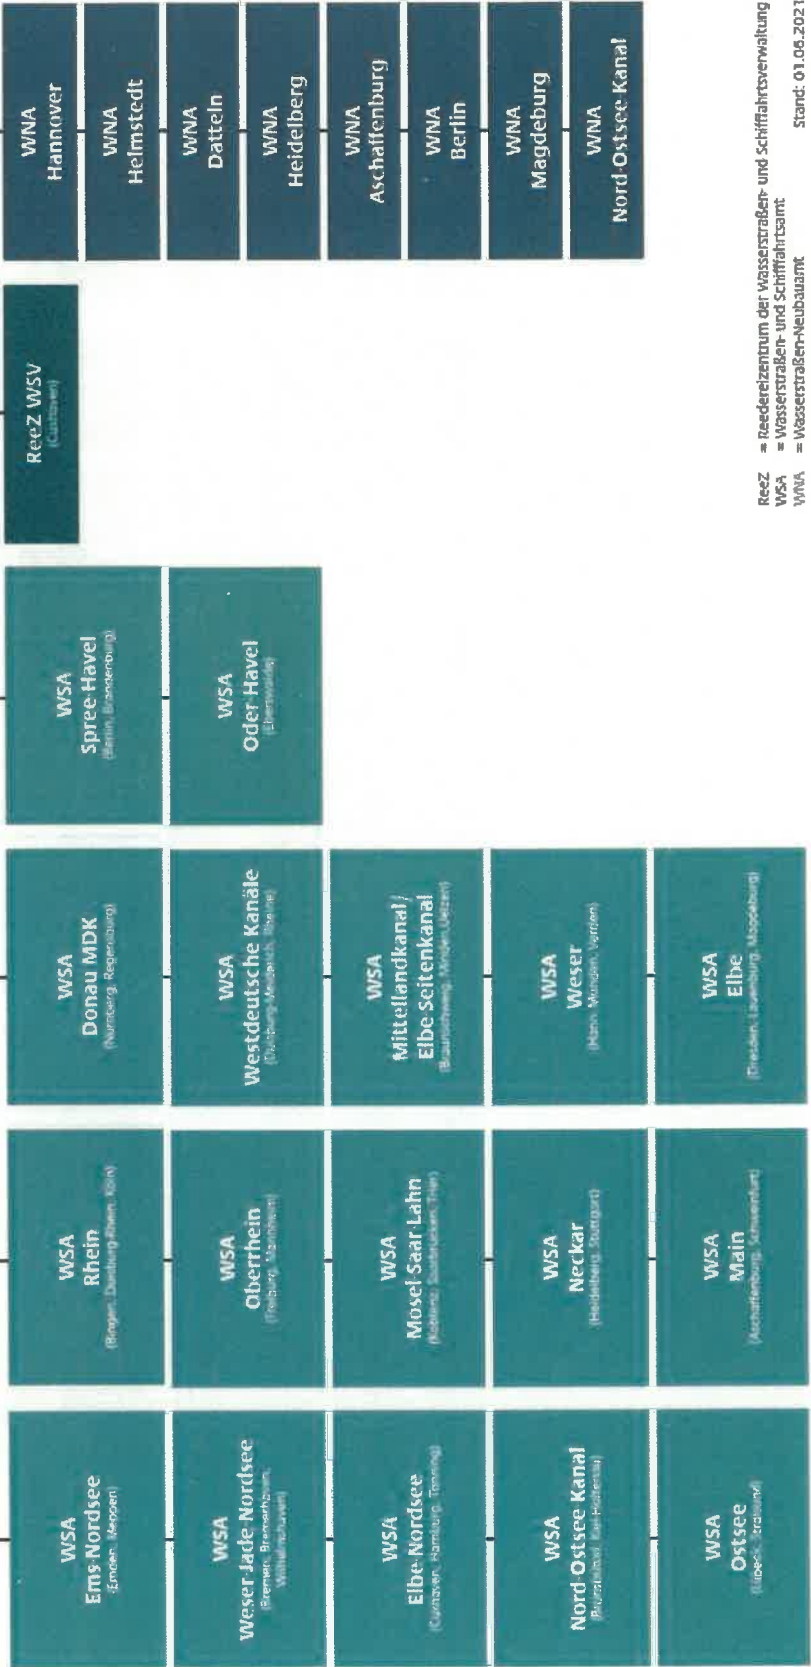 WSA
Ems-Nordsee
(Emden, Meppen)
WSA
Weser-Jade-Nordsee
(Bremen, Bremerhaven,
Wilhelmshaven)
WSA
Elbe-Nordsee
(Cuxhaven, Hamburg, Tönning)
WSA
Nord-Ostsee-Kanal
WSA
Ostsee
(Lübeck, Stralsund)
WSA
Rhein
(Bingen, Duisburg-Rhein, Köln)
WSA
Oberrhein
(Freiburg, Mannheim)
WSA
Mosel-Saar-Lahn
(Koblenz, Saarbrücken, Trier)
WSA
Neckar
(Heidelberg, Stuttgart)
WSA
Main
(Aschaffenburg, Schweinfurt)
WSA
Donau MDK
(Nürnberg, Regensburg)
WSA
Westdeutsche Kanäle
(Duisburg-Meiderich, Rheine)
WSA
Mittellandkanal /
Elbe-Seitenkanal
(Braunschweig, Minden, Uelzen)
WSA
Weser
(Hann. Münden, Verden)
WSA
Elbe
(Dresden, Lauenburg, Magdeburg)
WSA
Spree-Havel
(Berlin, Brandenburg)
WSA
Oder-Havel
(Eberswalde)
ReeZ WSV
(Cuxhaven)
WNA
Hannover
WNA
Helmstedt
WNA
Datteln
WNA
Heidelberg
WNA
Aschaffenburg
WNA
Berlin
WNA
Magdeburg
WNA
Nord-Ostsee-Kanal
ReeZ = Reedereizentrum der Wasserstraßen- und Schifffahrtsverwaltung
WSA = Wasserstraßen- und Schifffahrtsamt
WNA = Wasserstraßen-Neubauamt
Stand: 01.06.2021